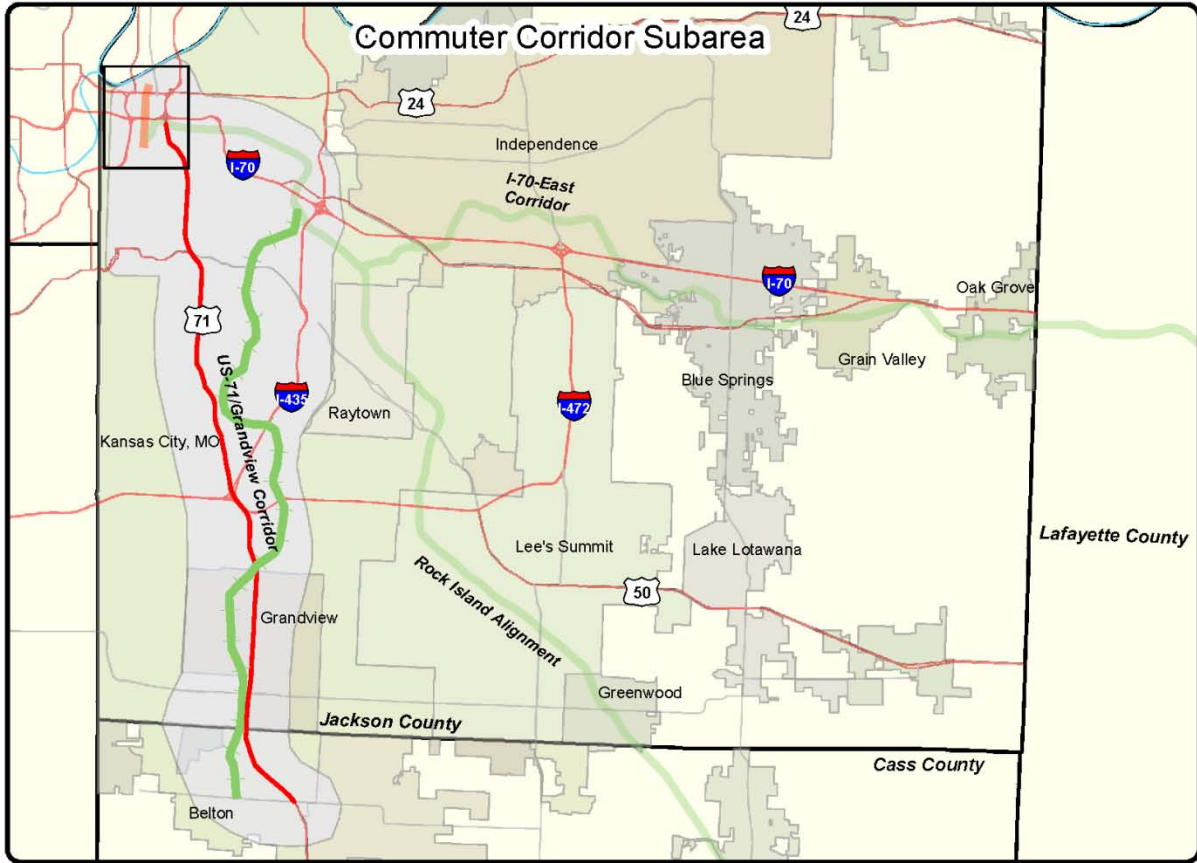 24
Commuter Corridor Subarea
24
Independence
I-70
I-70-East
Corridor
I-70
Oak Grove
71
Grain Valley
Blue Springs
US-71/Grandview Corridor
I-435
I-472
Raytown
Kansas City, MO
Lafayette County
Lee's Summit
Lake Lotawana
Rock Island Alignment
50
Grandview
Greenwood
Jackson County
Cass County
Belton